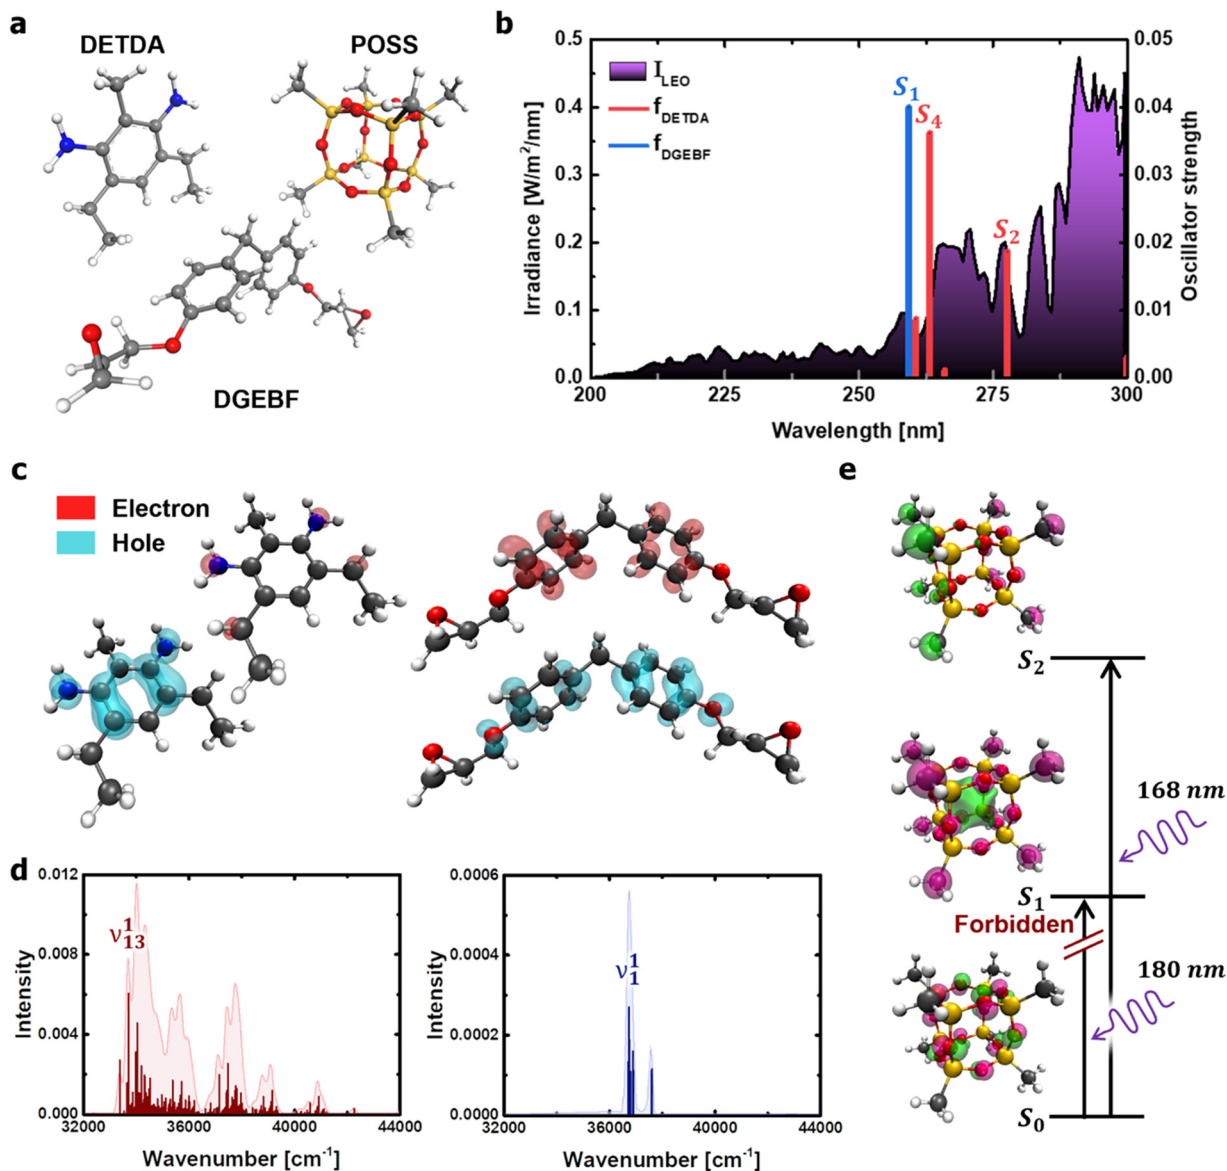 a
DETDA
POSS
DGEBF
b
0.5
0.4
0.3
0.2
0.1
0.0
Irradiance [W/m²/nm]
I_LEO
f_DETDA
f_DGEBF
S₁
S₄
S₂
0.05
0.04
0.03
0.02
0.01
0.00
Oscillator strength
200
225
250
275
300
Wavelength [nm]
c
Electron
Hole
d
0.012
0.008
0.004
0.000
Intensity
ν¹₁₃
32000
36000
40000
44000
Wavenumber [cm⁻¹]
0.0006
0.0004
0.0002
0.0000
Intensity
ν¹₁
32000
36000
40000
44000
Wavenumber [cm⁻¹]
e
S₂
168 nm
S₁
Forbidden
180 nm
S₀